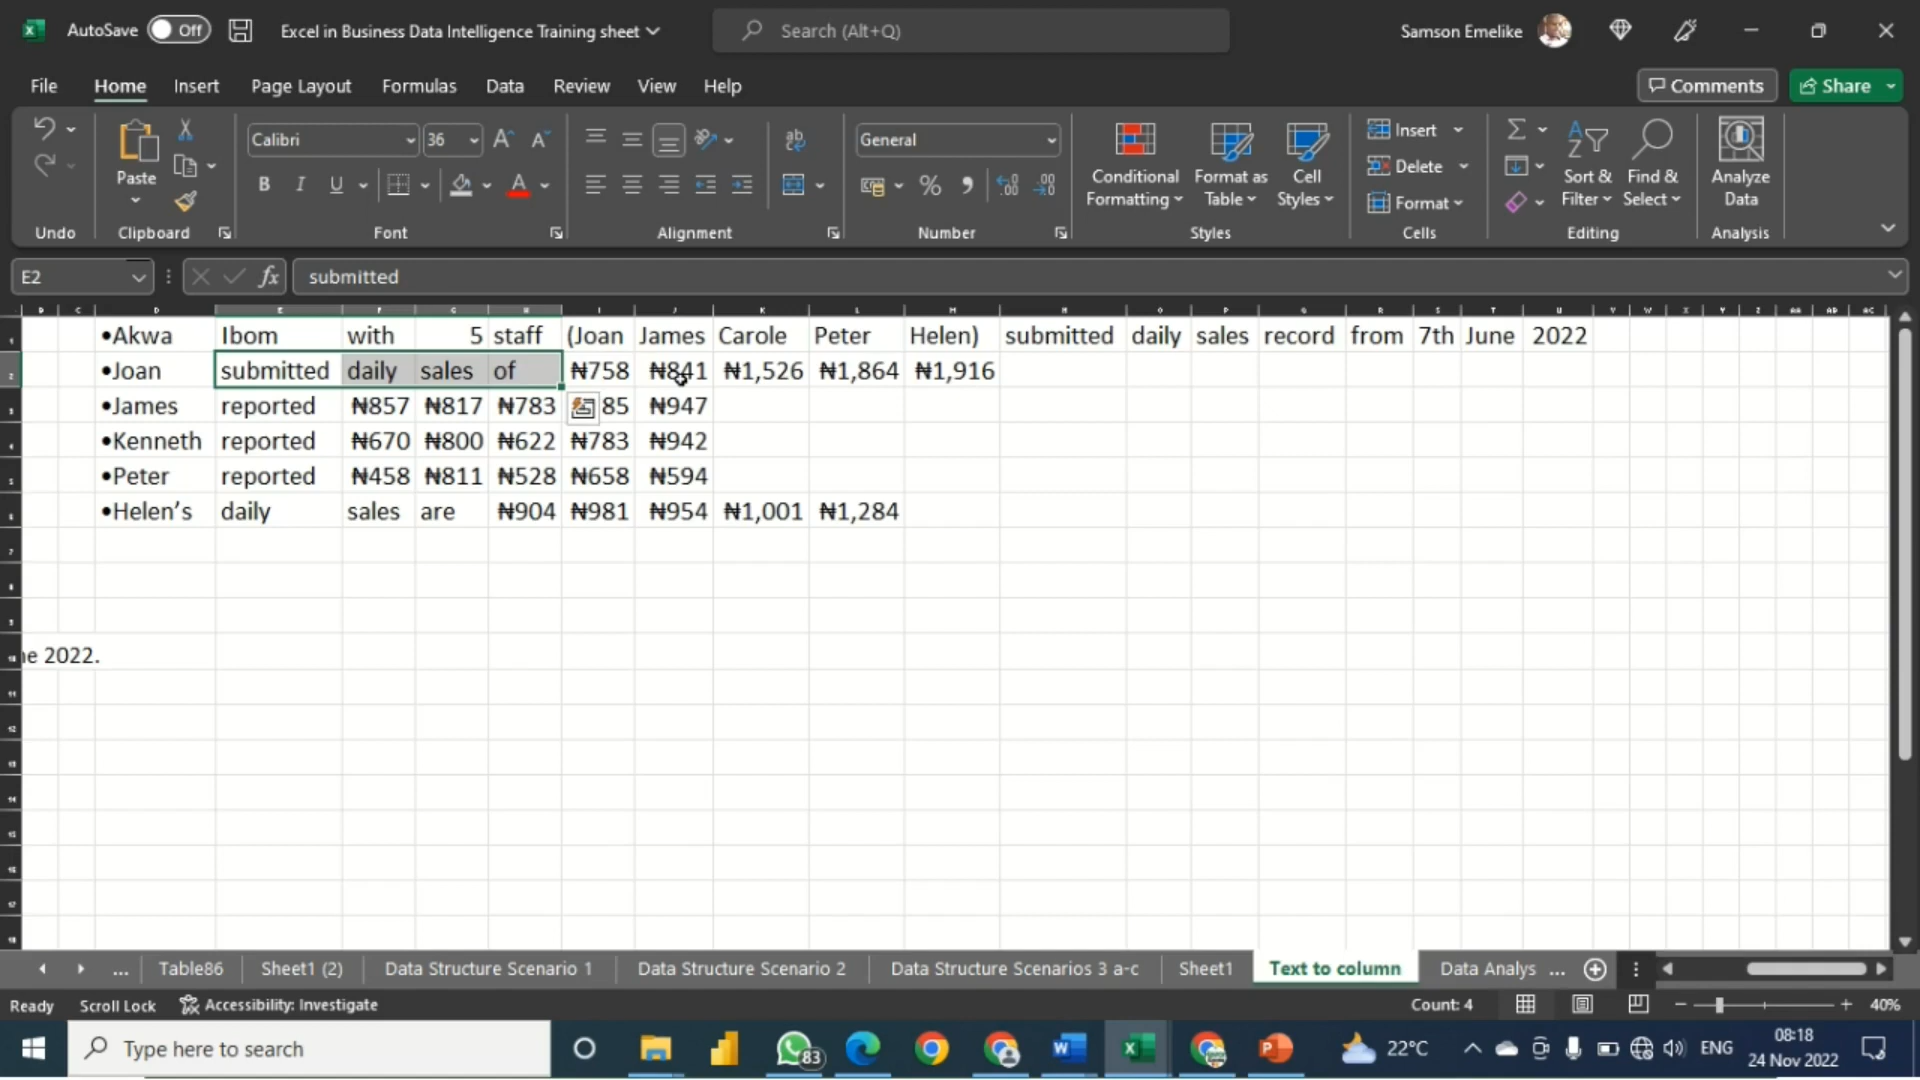 AutoSave Off Excel in Business Data Intelligence Training sheet Search (Alt+Q) Samson Emelike
File Home Insert Page Layout Formulas Data Review View Help Comments Share
Calibri 36 General Insert
Paste Conditional Format as Cell Delete Sort & Find & Analyze
Formatting Table Styles Format Filter Select Data
Undo Clipboard Font Alignment Number Styles Cells Editing Analysis
E2 fx submitted
•Akwa Ibom with 5 staff (Joan James Carole Peter Helen) submitted daily sales record from 7th June 2022
•Joan submitted daily sales of ₦758 ₦841 ₦1,526 ₦1,864 ₦1,916
•James reported ₦857 ₦817 ₦783 85 ₦947
•Kenneth reported ₦670 ₦800 ₦622 ₦783 ₦942
•Peter reported ₦458 ₦811 ₦528 ₦658 ₦594
•Helen’s daily sales are ₦904 ₦981 ₦954 ₦1,001 ₦1,284
2022.
... Table86 Sheet1 (2) Data Structure Scenario 1 Data Structure Scenario 2 Data Structure Scenarios 3 a-c Sheet1 Text to column Data Analys ...
Ready Scroll Lock Accessibility: Investigate Count: 4 40%
Type here to search 83 22°C ENG 08:18
24 Nov 2022